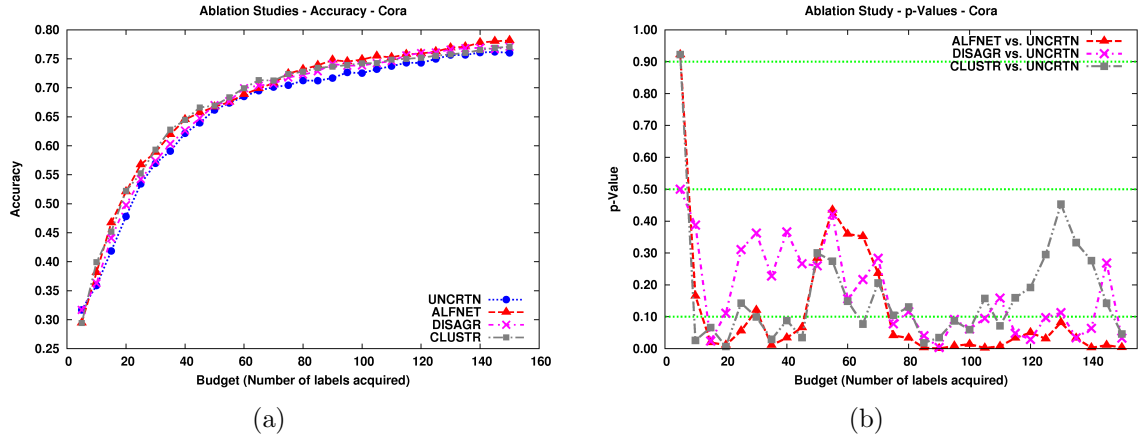 Ablation Studies - Accuracy - Cora
0.80
0.75
0.70
0.65
0.60
0.55
0.50
0.45
0.40
0.35
0.30
0.25
Accuracy
UNCRTN
ALFNET
DISAGR
CLUSTR
0 20 40 60 80 100 120 140 160
Budget (Number of labels acquired)
(a)
Ablation Study - p-Values - Cora
1.00
0.90
0.80
0.70
0.60
0.50
0.40
0.30
0.20
0.10
0.00
p-Value
ALFNET vs. UNCRTN
DISAGR vs. UNCRTN
CLUSTR vs. UNCRTN
0 20 40 60 80 100 120 140
Budget (Number of labels acquired)
(b)